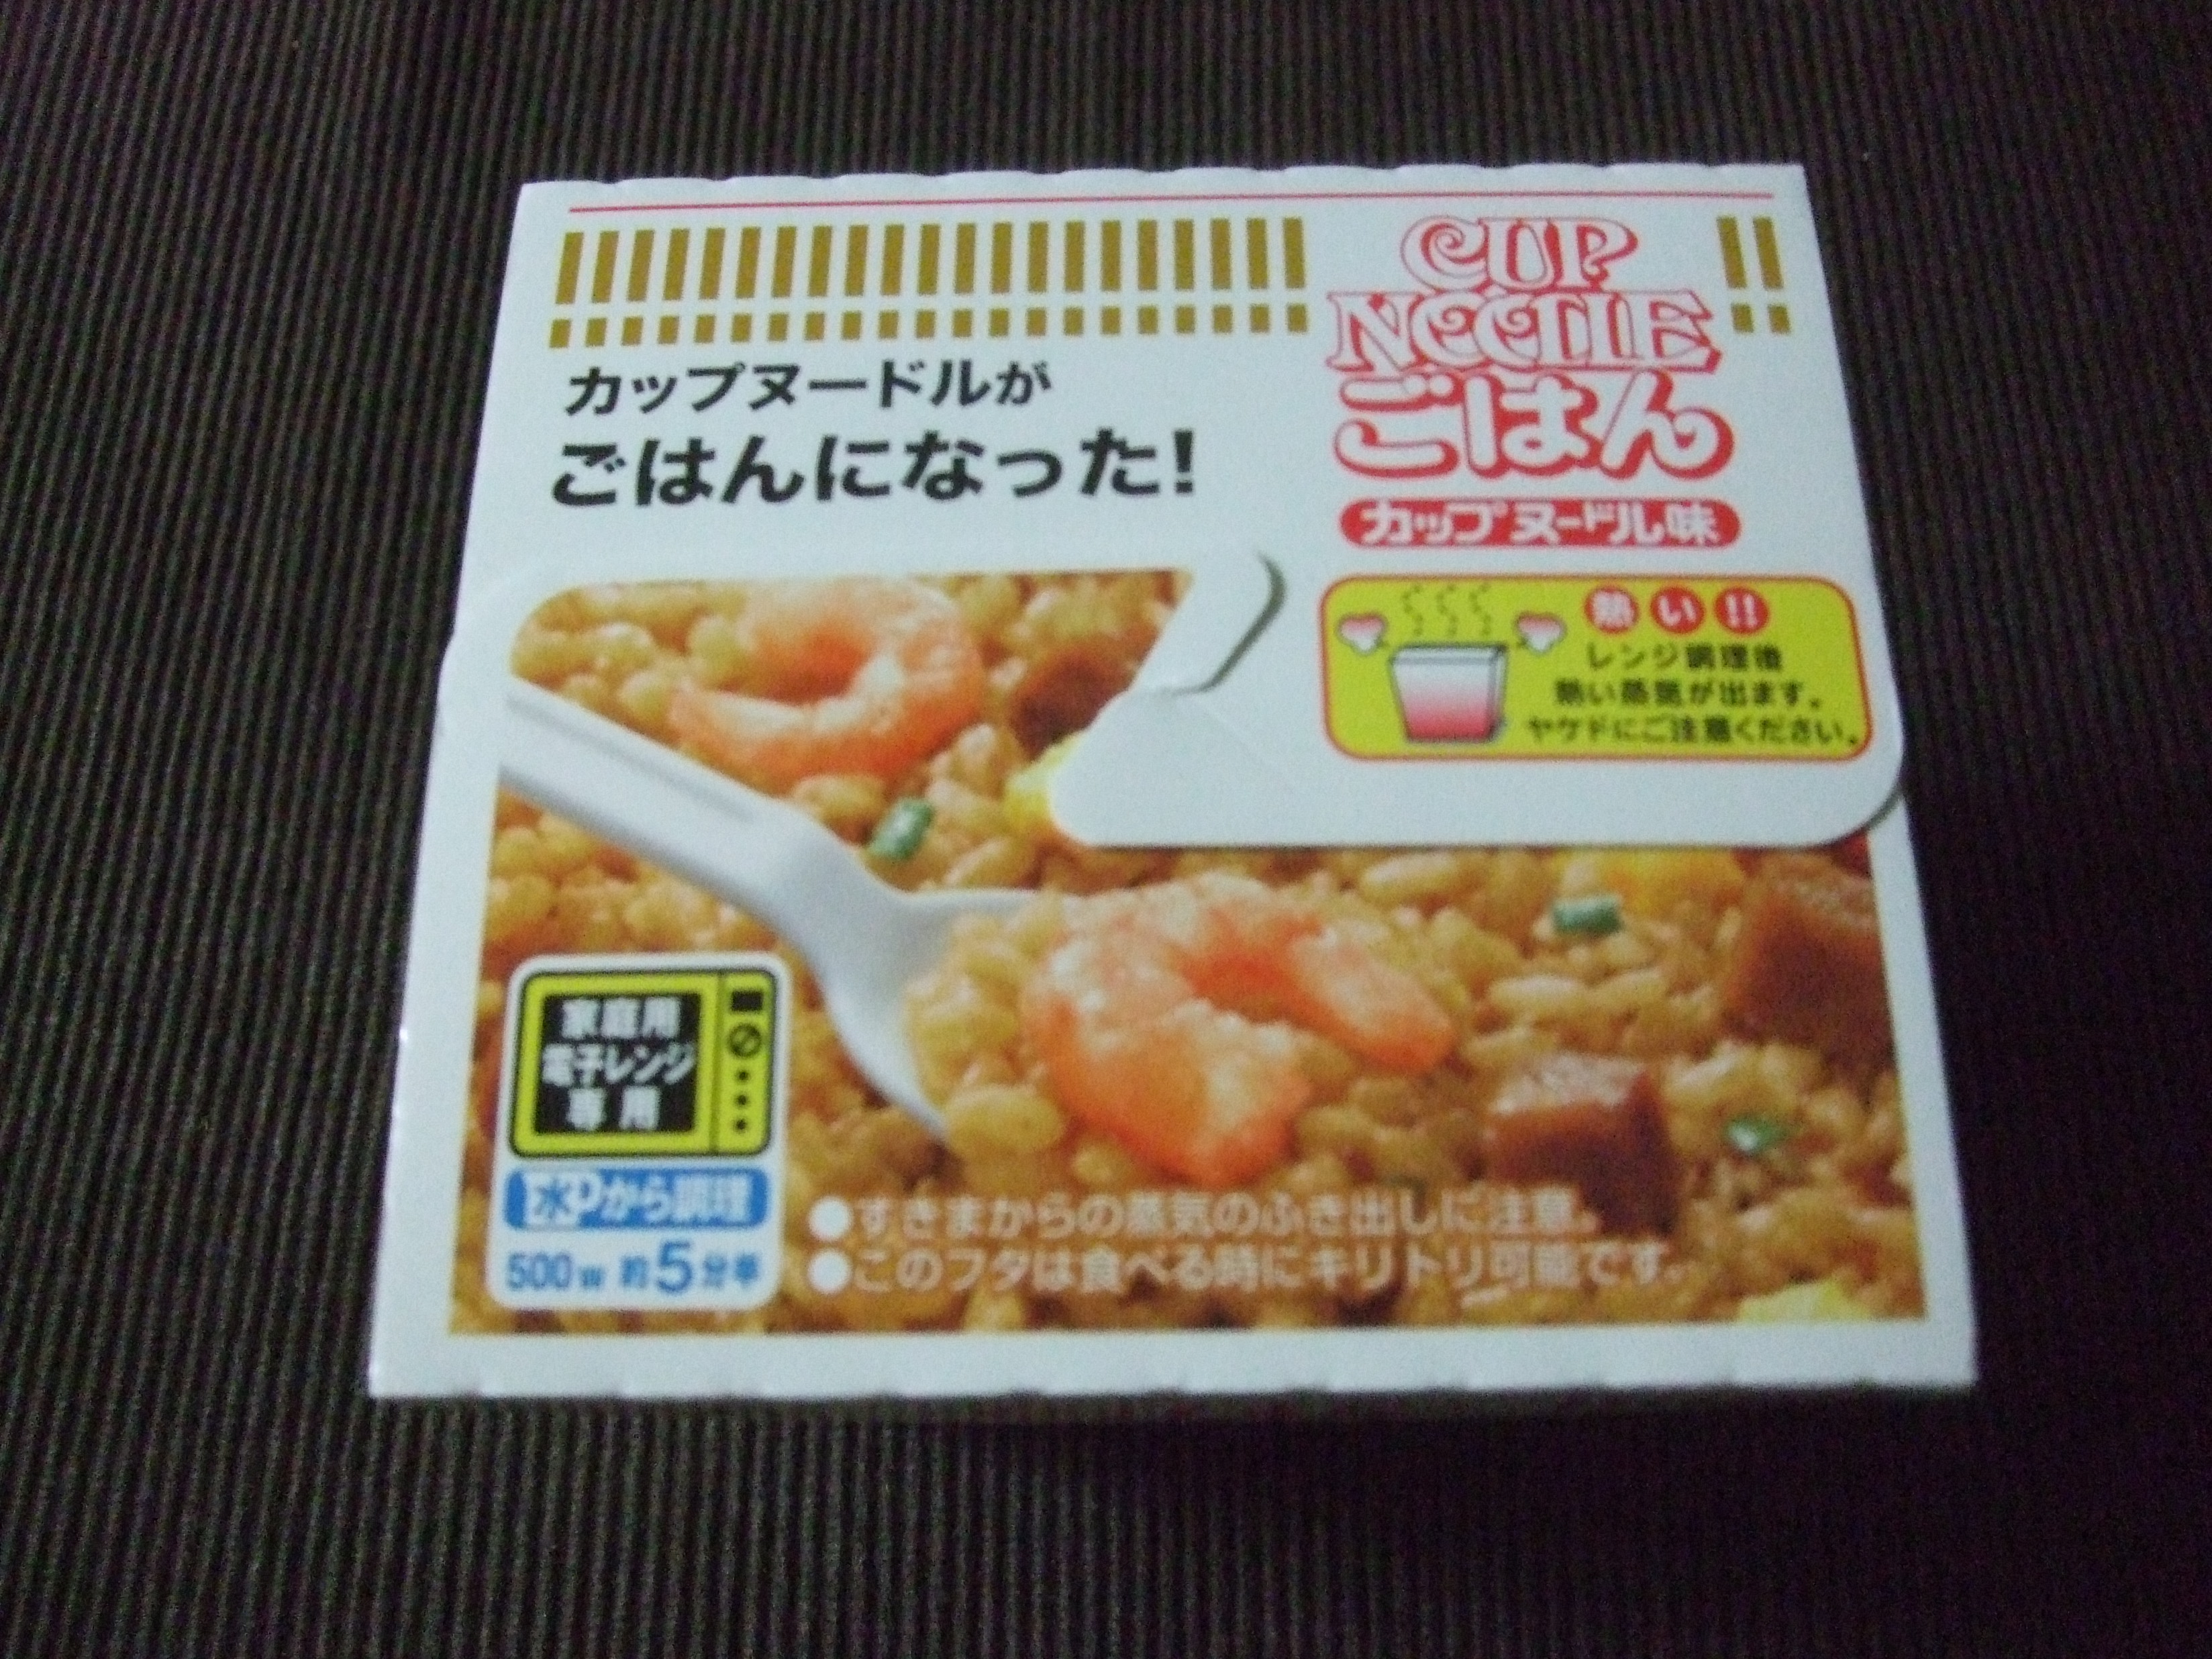 CUP
NOODLE
ごはん
カップヌードル味
カップヌードルが
ごはんになった!
熱い!!
レンジ調理後
熱い蒸気が出ます。
ヤケドにご注意ください。
家庭用
電子レンジ
専用
水から調理
500W 約5分半
●すきまからの蒸気のふき出しに注意。
●このフタは食べる時にキリトリ可能です。